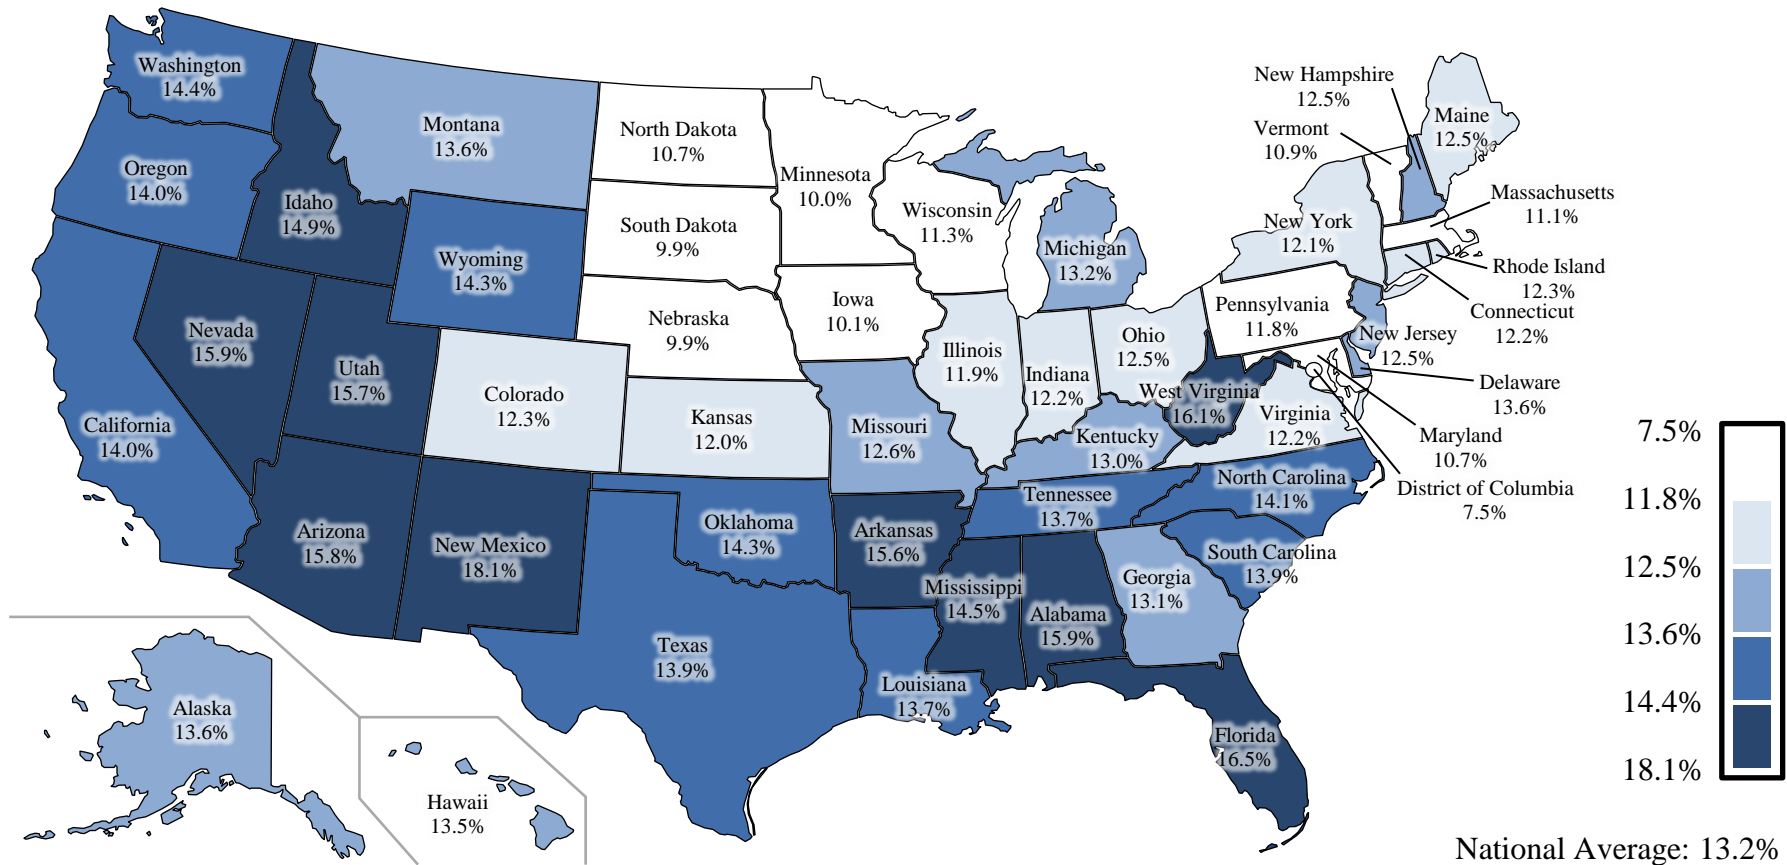 Washington
14.4%
Oregon
14.0%
California
14.0%
Idaho
14.9%
Nevada
15.9%
Utah
15.7%
Arizona
15.8%
Montana
13.6%
Wyoming
14.3%
Colorado
12.3%
New Mexico
18.1%
North Dakota
10.7%
South Dakota
9.9%
Nebraska
9.9%
Kansas
12.0%
Oklahoma
14.3%
Texas
13.9%
Minnesota
10.0%
Iowa
10.1%
Missouri
12.6%
Arkansas
15.6%
Louisiana
13.7%
Wisconsin
11.3%
Illinois
11.9%
Michigan
13.2%
Indiana
12.2%
Ohio
12.5%
Kentucky
13.0%
Tennessee
13.7%
Mississippi
14.5%
Alabama
15.9%
Georgia
13.1%
Florida
16.5%
South Carolina
13.9%
North Carolina
14.1%
Virginia
12.2%
West Virginia
16.1%
Pennsylvania
11.8%
New York
12.1%
Vermont
10.9%
New Hampshire
12.5%
Maine
12.5%
Massachusetts
11.1%
Rhode Island
12.3%
Connecticut
12.2%
New Jersey
12.5%
Delaware
13.6%
Maryland
10.7%
District of Columbia
7.5%
Alaska
13.6%
Hawaii
13.5%
7.5%
11.8%
12.5%
13.6%
14.4%
18.1%
National Average: 13.2%